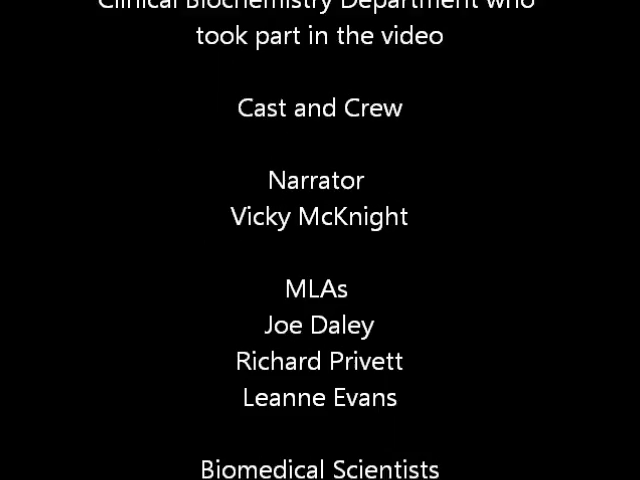 Clinical Biochemistry Department who
took part in the video
Cast and Crew
Narrator
Vicky McKnight
MLAs
Joe Daley
Richard Privett
Leanne Evans
Biomedical Scientists